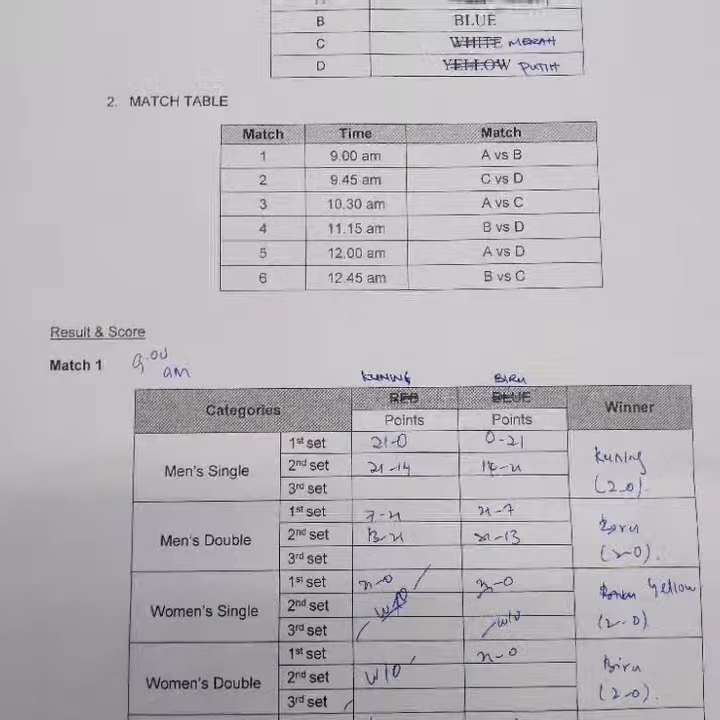 B BLUE
C WHITE MERAH
D YELLOW PUTIH
2. MATCH TABLE
Match Time Match
1 9.00 am A vs B
2 9.45 am C vs D
3 10.30 am A vs C
4 11.15 am B vs D
5 12.00 am A vs D
6 12.45 am B vs C
Result & Score
Match 1 9.00 am
KUNING BIRU
Categories RED BLUE Winner
Points Points
Men's Single 1st set 21-0 0-21 Kuning
2nd set 21-14 14-21 (2-0).
3rd set
Men's Double 1st set 7-21 21-7 Biru
2nd set 13-21 21-13 (2-0).
3rd set
Women's Single 1st set 21-0 Yellow
2nd set W/O (2-0)
3rd set W/O
Women's Double 1st set 21-0 Biru
2nd set W/O (2-0).
3rd set